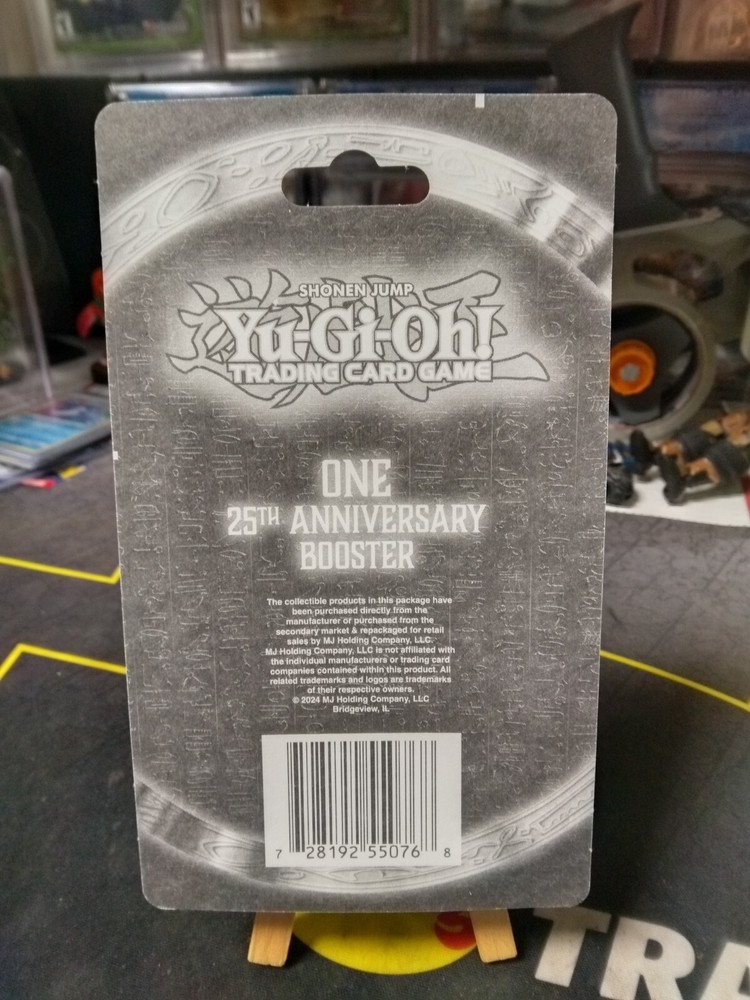 SHONEN JUMP
Yu-Gi-Oh!
TRADING CARD GAME
ONE
25TH ANNIVERSARY
BOOSTER
The collectible products in this package have
been purchased directly from the
manufacturer or purchased from the
secondary market & repackaged for retail
sales by MJ Holding Company, LLC.
MJ Holding Company, LLC is not affiliated with
the individual manufacturers or trading card
companies contained within this product. All
related trademarks and logos are trademarks
of their respective owners.
© 2024 MJ Holding Company, LLC
Bridgeview, IL
7 28192 55076 8
TRA